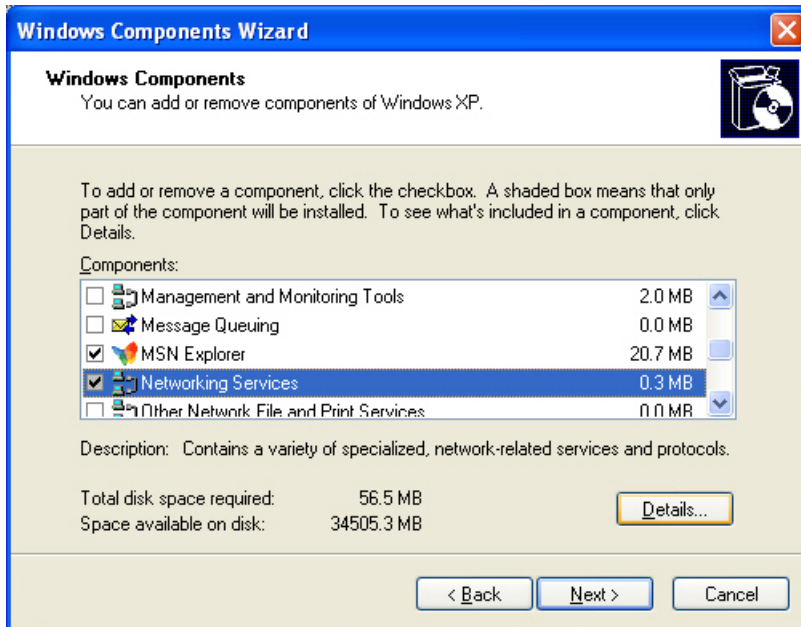 Windows Components Wizard
Windows Components
You can add or remove components of Windows XP.
To add or remove a component, click the checkbox. A shaded box means that only
part of the component will be installed. To see what's included in a component, click
Details.
Components:
Management and Monitoring Tools 2.0 MB
Message Queuing 0.0 MB
MSN Explorer 20.7 MB
Networking Services 0.3 MB
Other Network File and Print Services 0.0 MB
Description: Contains a variety of specialized, network-related services and protocols.
Total disk space required: 56.5 MB
Space available on disk: 34505.3 MB
Details...
< Back Next > Cancel